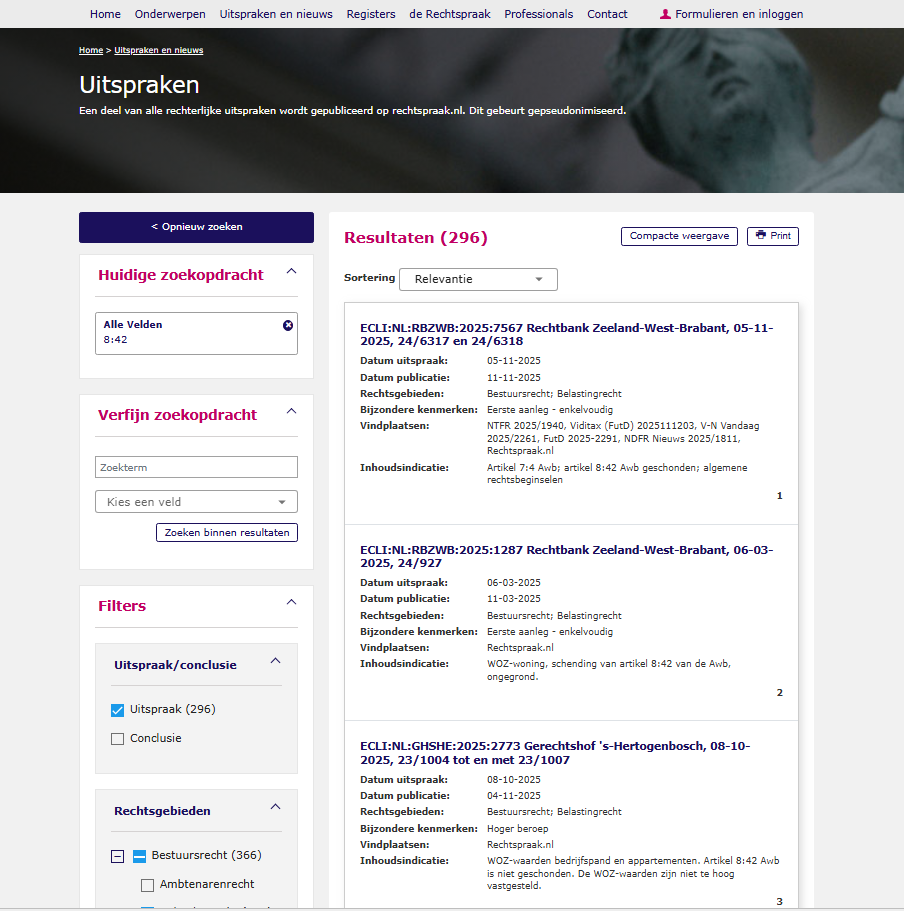 Home Onderwerpen Uitspraken en nieuws Registers de Rechtspraak Professionals Contact Formulieren en inloggen
Home > Uitspraken en nieuws
Uitspraken
Een deel van alle rechterlijke uitspraken wordt gepubliceerd op rechtspraak.nl. Dit gebeurt gepseudonimiseerd.
< Opnieuw zoeken
Huidige zoekopdracht
Alle Velden
8:42
Verfijn zoekopdracht
Zoekterm
Kies een veld
Zoeken binnen resultaten
Filters
Uitspraak/conclusie
Uitspraak (296)
Conclusie
Rechtsgebieden
Bestuursrecht (366)
Ambtenarenrecht
Resultaten (296)
Compacte weergave
Print
Sortering Relevantie
ECLI:NL:RBZWB:2025:7567 Rechtbank Zeeland-West-Brabant, 05-11-
2025, 24/6317 en 24/6318
Datum uitspraak: 05-11-2025
Datum publicatie: 11-11-2025
Rechtsgebieden: Bestuursrecht; Belastingrecht
Bijzondere kenmerken: Eerste aanleg - enkelvoudig
Vindplaatsen: NTFR 2025/1940, Viditax (FutD) 2025111203, V-N Vandaag
2025/2261, FutD 2025-2291, NDFR Nieuws 2025/1811,
Rechtspraak.nl
Inhoudsindicatie: Artikel 7:4 Awb; artikel 8:42 Awb geschonden; algemene
rechtsbeginselen
1
ECLI:NL:RBZWB:2025:1287 Rechtbank Zeeland-West-Brabant, 06-03-
2025, 24/927
Datum uitspraak: 06-03-2025
Datum publicatie: 11-03-2025
Rechtsgebieden: Bestuursrecht; Belastingrecht
Bijzondere kenmerken: Eerste aanleg - enkelvoudig
Vindplaatsen: Rechtspraak.nl
Inhoudsindicatie: WOZ-woning, schending van artikel 8:42 van de Awb,
ongegrond.
2
ECLI:NL:GHSHE:2025:2773 Gerechtshof 's-Hertogenbosch, 08-10-
2025, 23/1004 tot en met 23/1007
Datum uitspraak: 08-10-2025
Datum publicatie: 04-11-2025
Rechtsgebieden: Bestuursrecht; Belastingrecht
Bijzondere kenmerken: Hoger beroep
Vindplaatsen: Rechtspraak.nl
Inhoudsindicatie: WOZ-waarden bedrijfspand en appartementen. Artikel 8:42 Awb
is niet geschonden. De WOZ-waarden zijn niet te hoog
vastgesteld.
3